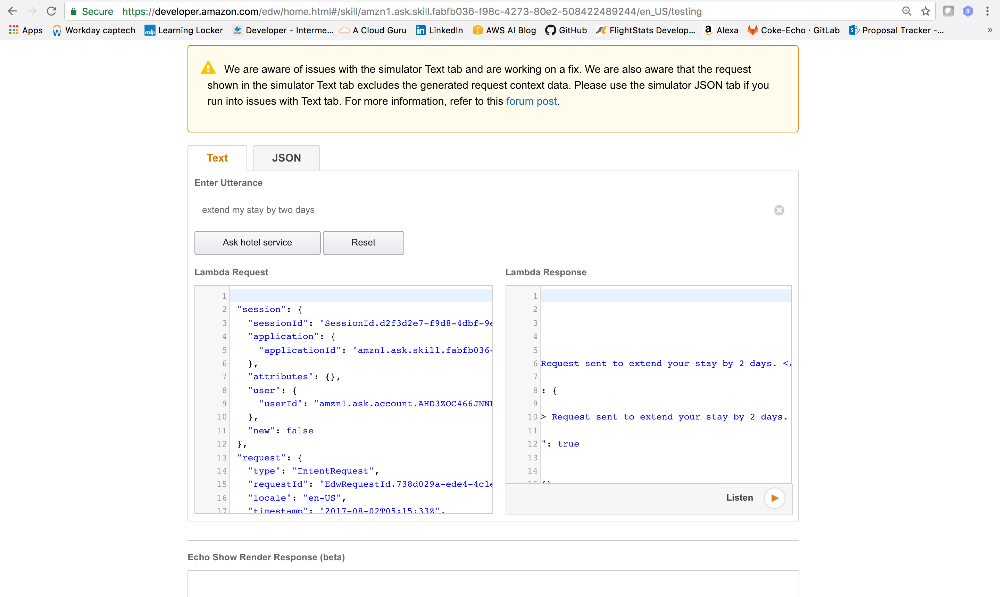 Secure https://developer.amazon.com/edw/home.html#/skill/amzn1.ask.skill.fabfb036-f98c-4273-80e2-508422489244/en_US/testing
Apps Workday captech Learning Locker Developer - Interme... A Cloud Guru LinkedIn AWS AI Blog GitHub FlightStats Develop... Alexa Coke-Echo · GitLab Proposal Tracker -... »
We are aware of issues with the simulator Text tab and are working on a fix. We are also aware that the request
shown in the simulator Text tab excludes the generated request context data. Please use the simulator JSON tab if you
run into issues with Text tab. For more information, refer to this forum post.
Text JSON
Enter Utterance
extend my stay by two days
Ask hotel service Reset
Lambda Request
1
2 "session": {
3 "sessionId": "SessionId.d2f3d2e7-f9d8-4dbf-9e
4 "application": {
5 "applicationId": "amzn1.ask.skill.fabfb036-
6 },
7 "attributes": {},
8 "user": {
9 "userId": "amzn1.ask.account.AHD3ZOC466JNNI
10 },
11 "new": false
12 },
13 "request": {
14 "type": "IntentRequest",
15 "requestId": "EdwRequestId.738d029a-ede4-4c1e
16 "locale": "en-US",
17 "timestamp": "2017-08-02T05:15:33Z",
Lambda Response
1
2
3
4
5
6 Request sent to extend your stay by 2 days. </
7
8 : {
9
10 > Request sent to extend your stay by 2 days.
11
12 ": true
13
14
15 {}
Listen
Echo Show Render Response (beta)